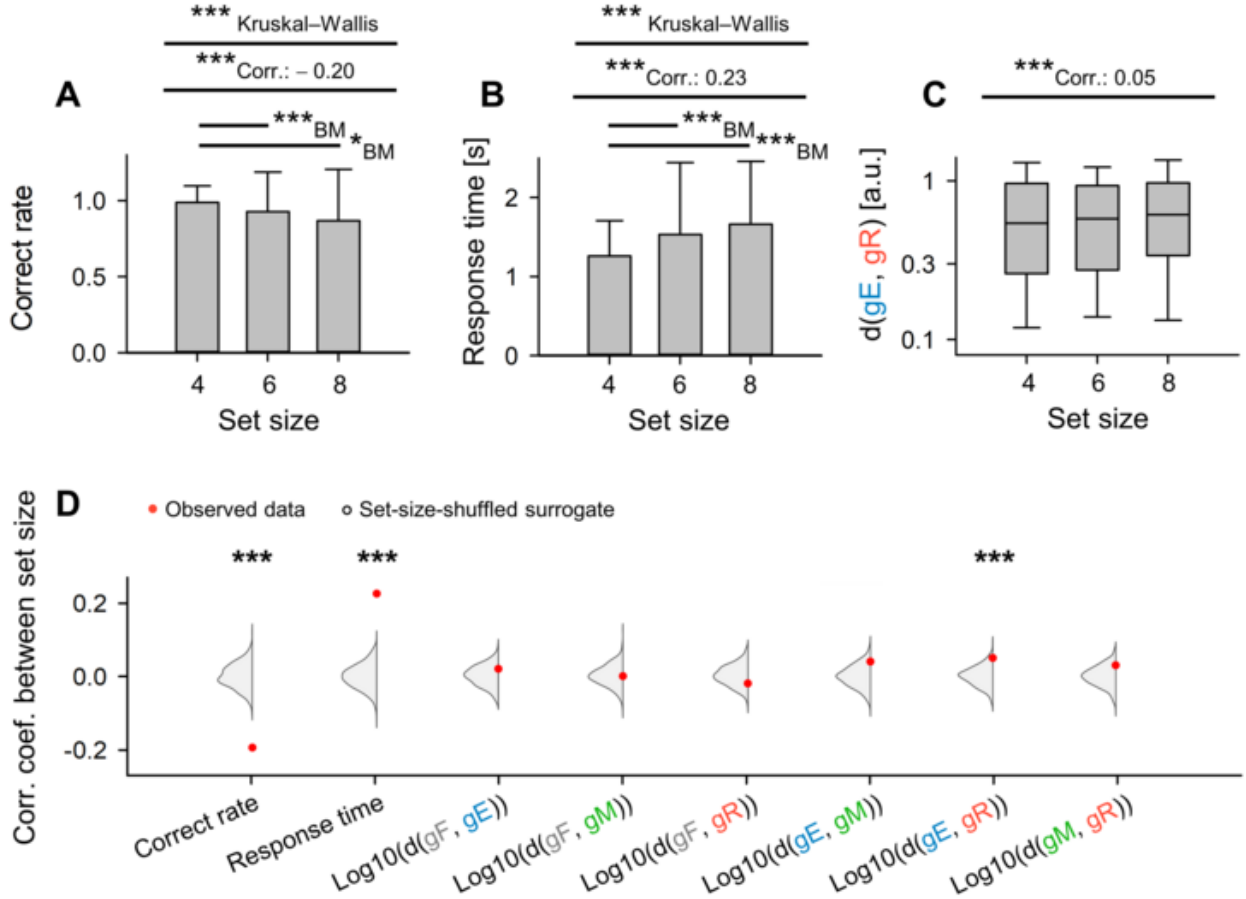 *** Kruskal–Wallis
***Corr.: – 0.20
A
***BM
*BM
Correct rate
1.0
0.5
0.0
4 6 8
Set size
*** Kruskal–Wallis
***Corr.: 0.23
B
***BM
***BM
Response time [s]
2
1
0
4 6 8
Set size
***Corr.: 0.05
C
d(gE, gR) [a.u.]
1
0.3
0.1
4 6 8
Set size
D
Observed data Set-size-shuffled surrogate
*** *** ***
Corr. coef. between set size
0.2
0.0
-0.2
Correct rate
Response time
Log10(d(gF, gE))
Log10(d(gF, gM))
Log10(d(gF, gR))
Log10(d(gE, gM))
Log10(d(gE, gR))
Log10(d(gM, gR))